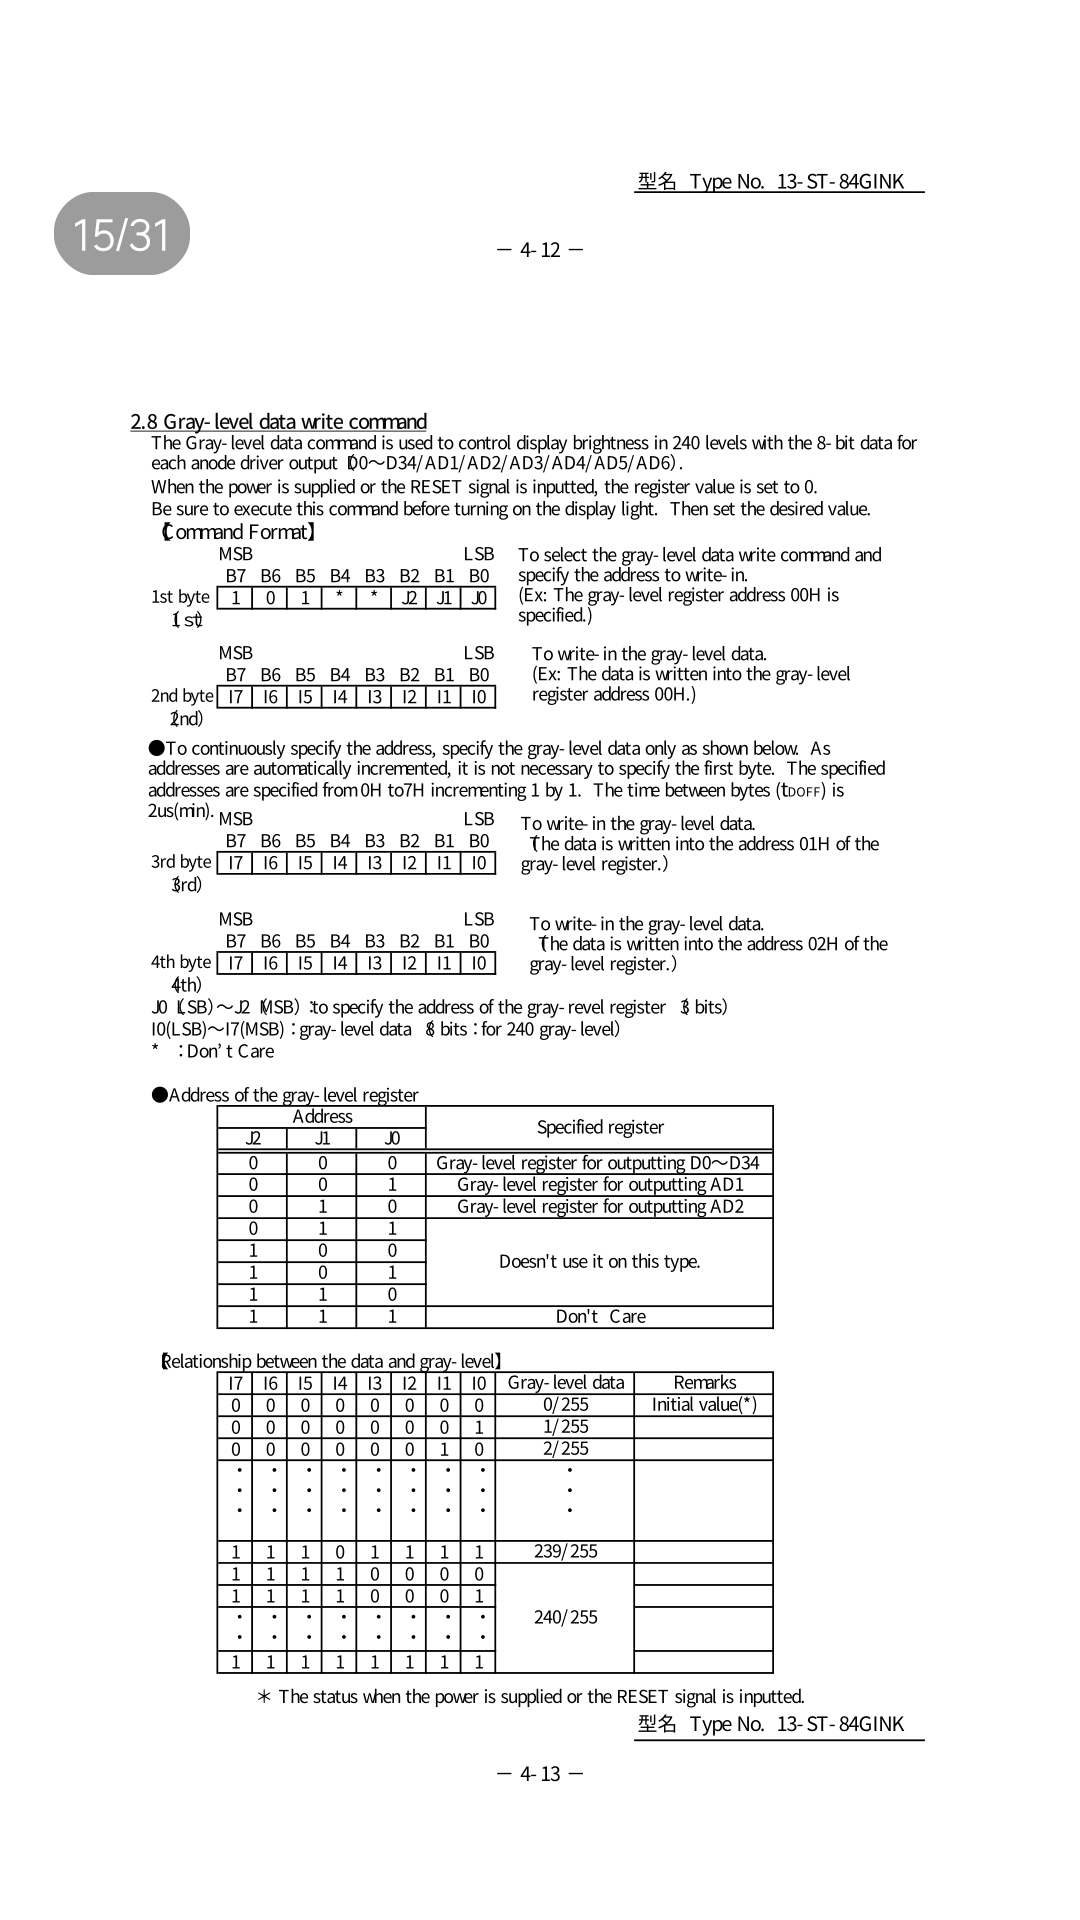 型名 Type No. 13-ST-84GINK
15/31
― 4-12 ―
2.8 Gray-level data write command
The Gray-level data command is used to control display brightness in 240 levels with the 8-bit data for
each anode driver output（D0～D34/AD1/AD2/AD3/AD4/AD5/AD6）.
When the power is supplied or the RESET signal is inputted, the register value is set to 0.
Be sure to execute this command before turning on the display light. Then set the desired value.
【Command Format】
MSB LSB To select the gray-level data write command and
B7 B6 B5 B4 B3 B2 B1 B0 specify the address to write-in.
1st byte 1 0 1 * * J2 J1 J0 (Ex: The gray-level register address 00H is
（1st） specified.)
MSB LSB To write-in the gray-level data.
B7 B6 B5 B4 B3 B2 B1 B0 (Ex: The data is written into the gray-level
2nd byte I7 I6 I5 I4 I3 I2 I1 I0 register address 00H.)
（2nd）
●To continuously specify the address, specify the gray-level data only as shown below. As
addresses are automatically incremented, it is not necessary to specify the first byte. The specified
addresses are specified from 0H to7H incrementing 1 by 1. The time between bytes (tDOFF) is
2us(min).
MSB LSB To write-in the gray-level data.
B7 B6 B5 B4 B3 B2 B1 B0 （The data is written into the address 01H of the
3rd byte I7 I6 I5 I4 I3 I2 I1 I0 gray-level register.）
（3rd）
MSB LSB To write-in the gray-level data.
B7 B6 B5 B4 B3 B2 B1 B0 （The data is written into the address 02H of the
4th byte I7 I6 I5 I4 I3 I2 I1 I0 gray-level register.）
（4th）
J0（LSB）～J2（MSB）：to specify the address of the gray-revel register （3 bits）
I0(LSB)～I7(MSB)：gray-level data （8 bits：for 240 gray-level）
* ：Don’t Care
●Address of the gray-level register
Address Specified register
J2 J1 J0
0 0 0 Gray-level register for outputting D0～D34
0 0 1 Gray-level register for outputting AD1
0 1 0 Gray-level register for outputting AD2
0 1 1
1 0 0 Doesn't use it on this type.
1 0 1
1 1 0
1 1 1 Don't Care
【Relationship between the data and gray-level】
I7 I6 I5 I4 I3 I2 I1 I0 Gray-level data Remarks
0 0 0 0 0 0 0 0 0/255 Initial value(*)
0 0 0 0 0 0 0 1 1/255
0 0 0 0 0 0 1 0 2/255
・ ・ ・ ・ ・ ・ ・ ・ ・
・ ・ ・ ・ ・ ・ ・ ・ ・
・ ・ ・ ・ ・ ・ ・ ・ ・
1 1 1 0 1 1 1 1 239/255
1 1 1 1 0 0 0 0
1 1 1 1 0 0 0 1
・ ・ ・ ・ ・ ・ ・ ・ 240/255
・ ・ ・ ・ ・ ・ ・ ・
1 1 1 1 1 1 1 1
＊ The status when the power is supplied or the RESET signal is inputted.
型名 Type No. 13-ST-84GINK
― 4-13 ―